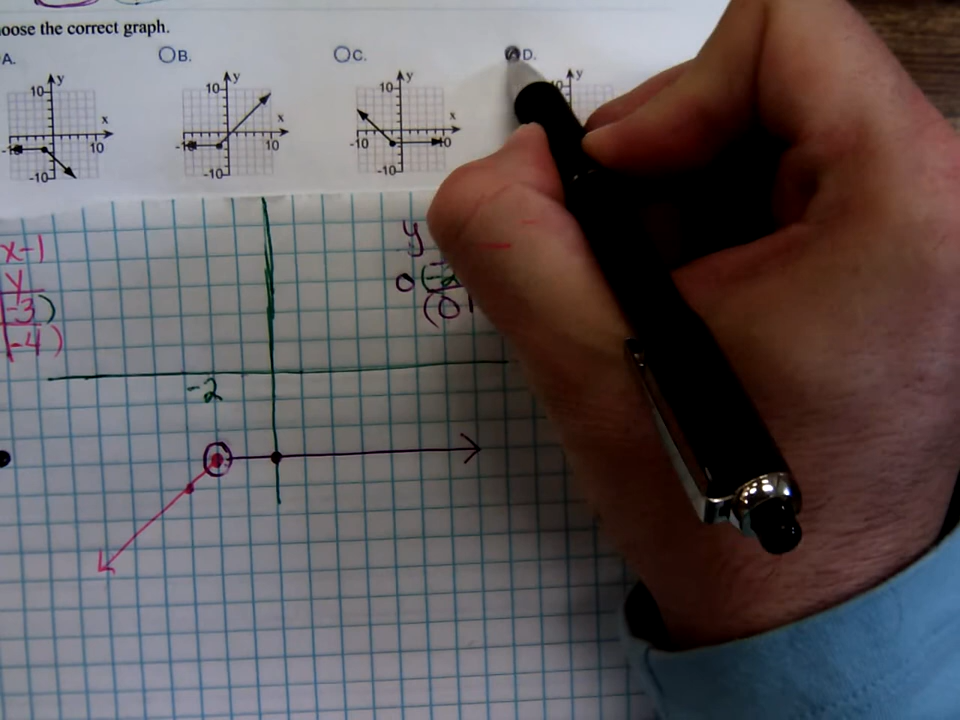 oose the correct graph.
A. B. C. D.
y y y y
10 10 10
x x x
10 -10 10 -10 10
-10 -10 -10
x-1 y
y
-3) 0
-4) (0
-2